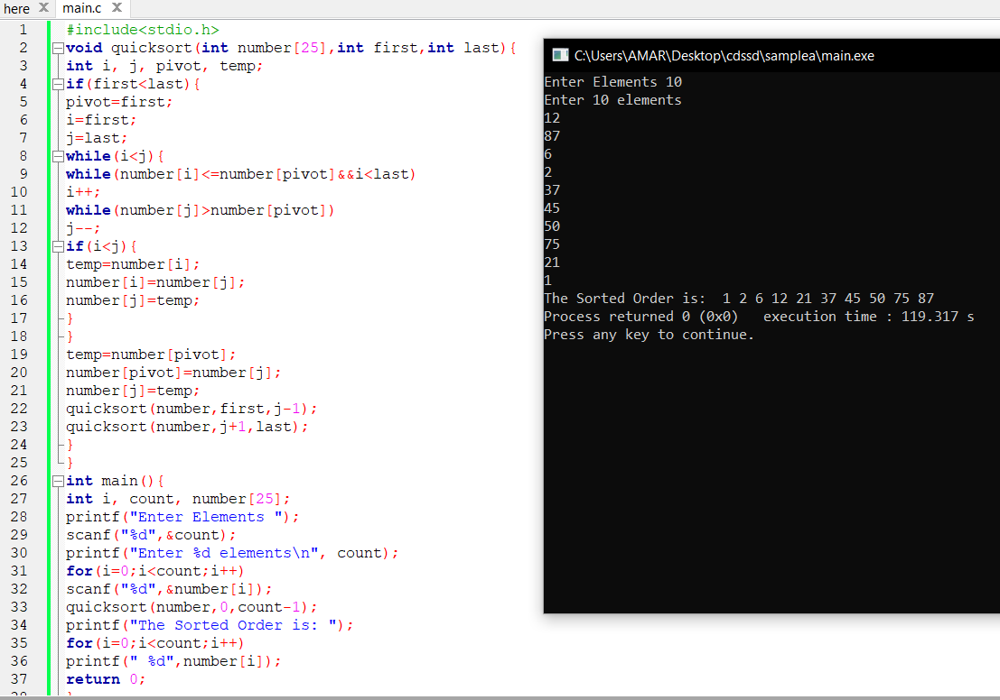 here main.c
1 #include<stdio.h>
2 void quicksort(int number[25],int first,int last){
3 int i, j, pivot, temp;
4 if(first<last){
5 pivot=first;
6 i=first;
7 j=last;
8 while(i<j){
9 while(number[i]<=number[pivot]&&i<last)
10 i++;
11 while(number[j]>number[pivot])
12 j--;
13 if(i<j){
14 temp=number[i];
15 number[i]=number[j];
16 number[j]=temp;
17 }
18 }
19 temp=number[pivot];
20 number[pivot]=number[j];
21 number[j]=temp;
22 quicksort(number,first,j-1);
23 quicksort(number,j+1,last);
24 }
25 }
26 int main(){
27 int i, count, number[25];
28 printf("Enter Elements ");
29 scanf("%d",&count);
30 printf("Enter %d elements\n", count);
31 for(i=0;i<count;i++)
32 scanf("%d",&number[i]);
33 quicksort(number,0,count-1);
34 printf("The Sorted Order is: ");
35 for(i=0;i<count;i++)
36 printf(" %d",number[i]);
37 return 0;
C:\Users\AMAR\Desktop\cdssd\samplea\main.exe
Enter Elements 10
Enter 10 elements
12
87
6
2
37
45
50
75
21
1
The Sorted Order is:  1 2 6 12 21 37 45 50 75 87
Process returned 0 (0x0)   execution time : 119.317 s
Press any key to continue.